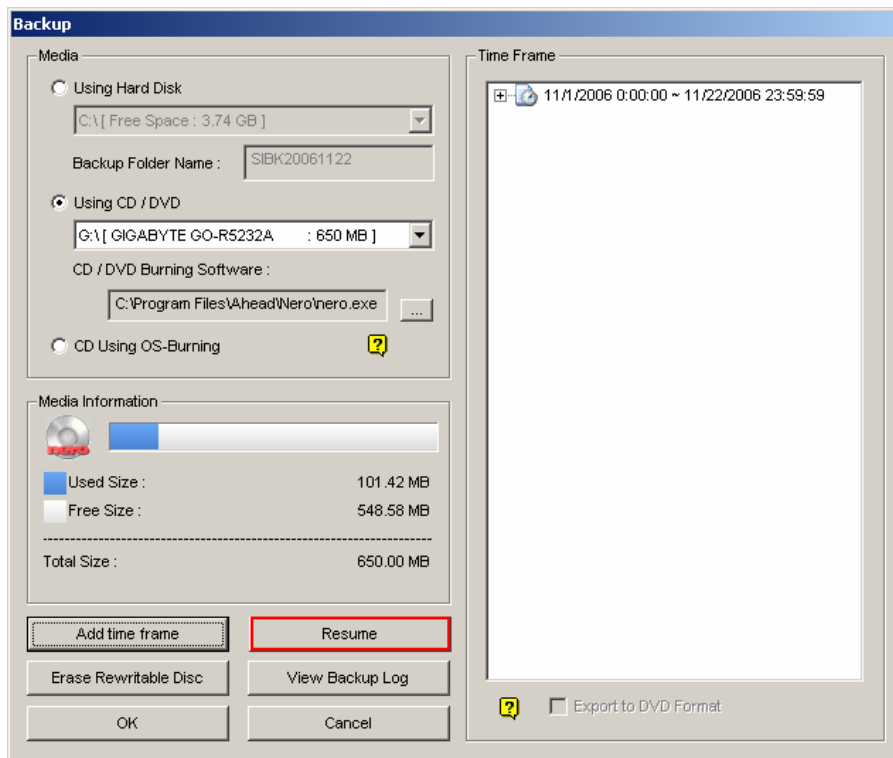 Backup
Media
Using Hard Disk
C:\ [ Free Space : 3.74 GB ]
Backup Folder Name :
SIBK20061122
Using CD / DVD
G:\ [ GIGABYTE GO-R5232A : 650 MB ]
CD / DVD Burning Software :
C:\Program Files\Ahead\Nero\nero.exe
...
CD Using OS-Burning
?
Media Information
nero
Used Size : 101.42 MB
Free Size : 548.58 MB
Total Size : 650.00 MB
Add time frame
Resume
Erase Rewritable Disc
View Backup Log
OK
Cancel
Time Frame
11/1/2006 0:00:00 ~ 11/22/2006 23:59:59
?
Export to DVD Format